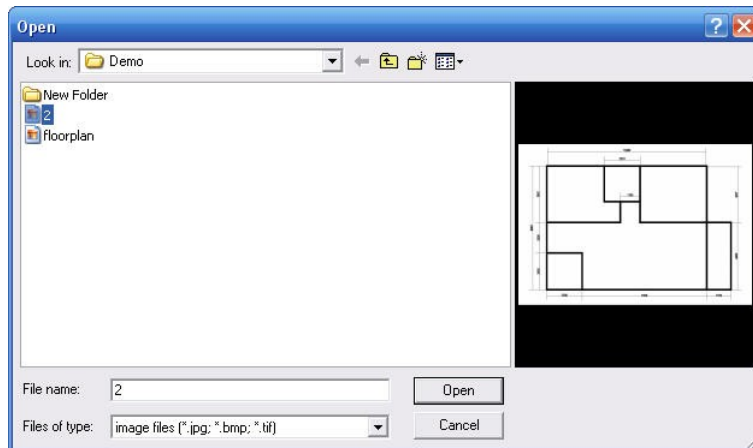 Open
Look in: Demo
New Folder
2
floorplan
File name: 2 Open
Files of type: image files (*.jpg; *.bmp; *.tif) Cancel